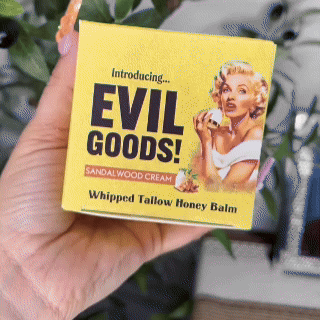 introducing...
EVIL
GOODS!
SANDALWOOD CREAM
Whipped Tallow Honey Balm